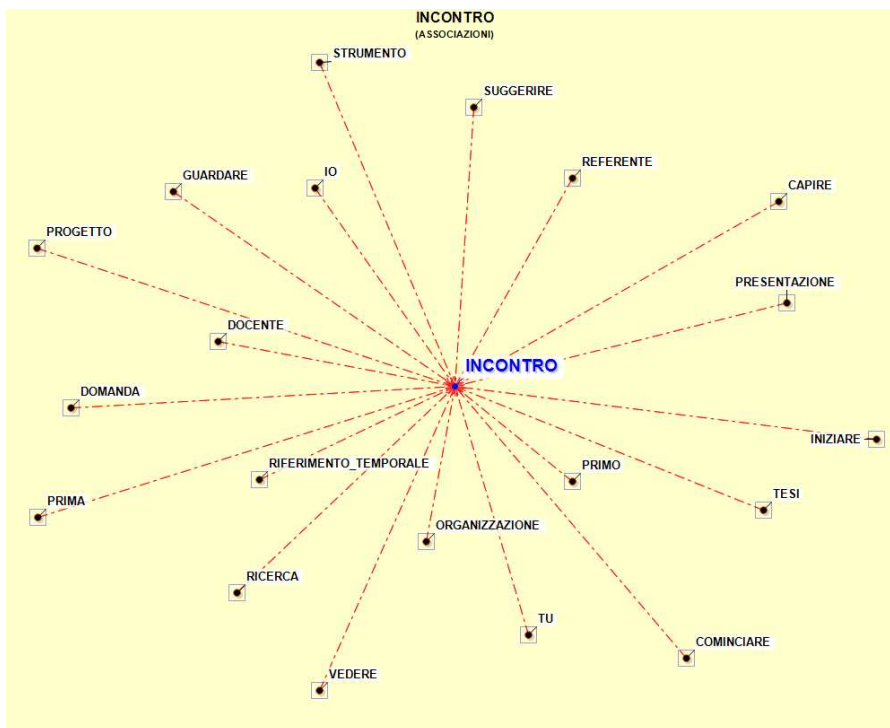 INCONTRO
(ASSOCIAZIONI)
STRUMENTO
SUGGERIRE
REFERENTE
IO
GUARDARE
CAPIRE
PROGETTO
PRESENTAZIONE
DOCENTE
INCONTRO
DOMANDA
INIZIARE
RIFERIMENTO_TEMPORALE
PRIMO
PRIMA
TESI
ORGANIZZAZIONE
RICERCA
TU
COMINCIARE
VEDERE